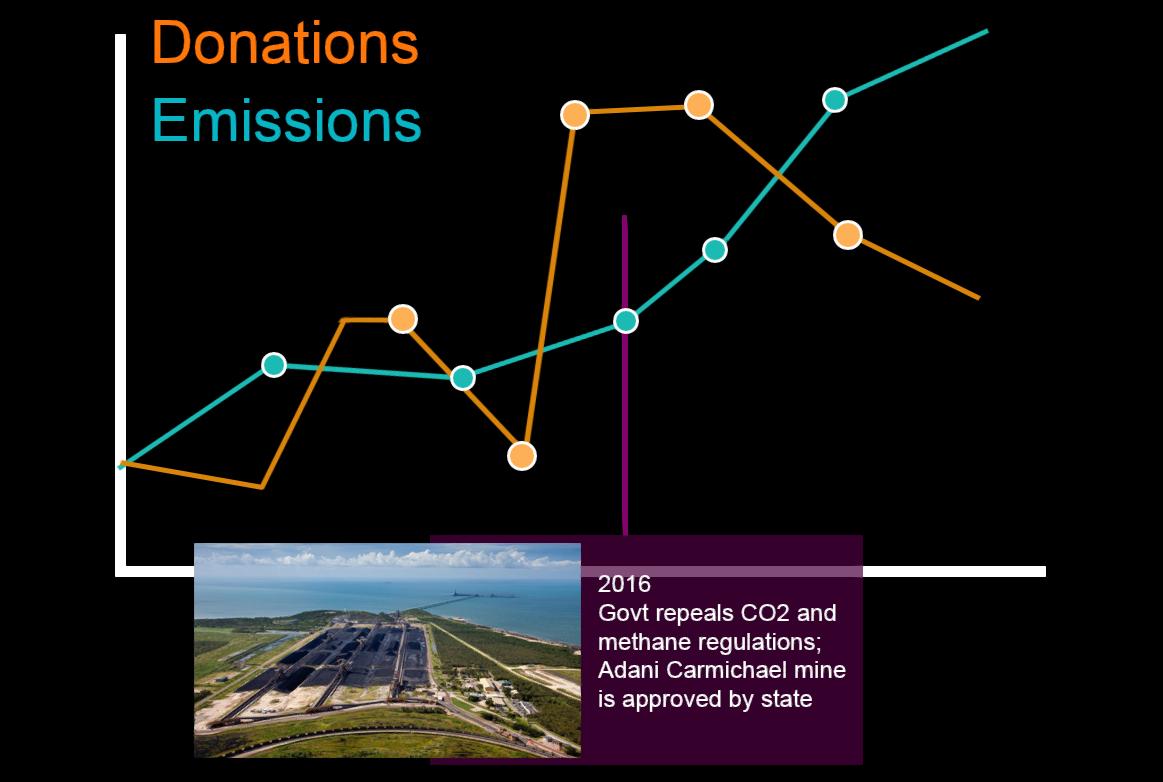 Donations
Emissions
2016
Govt repeals CO2 and
methane regulations;
Adani Carmichael mine
is approved by state